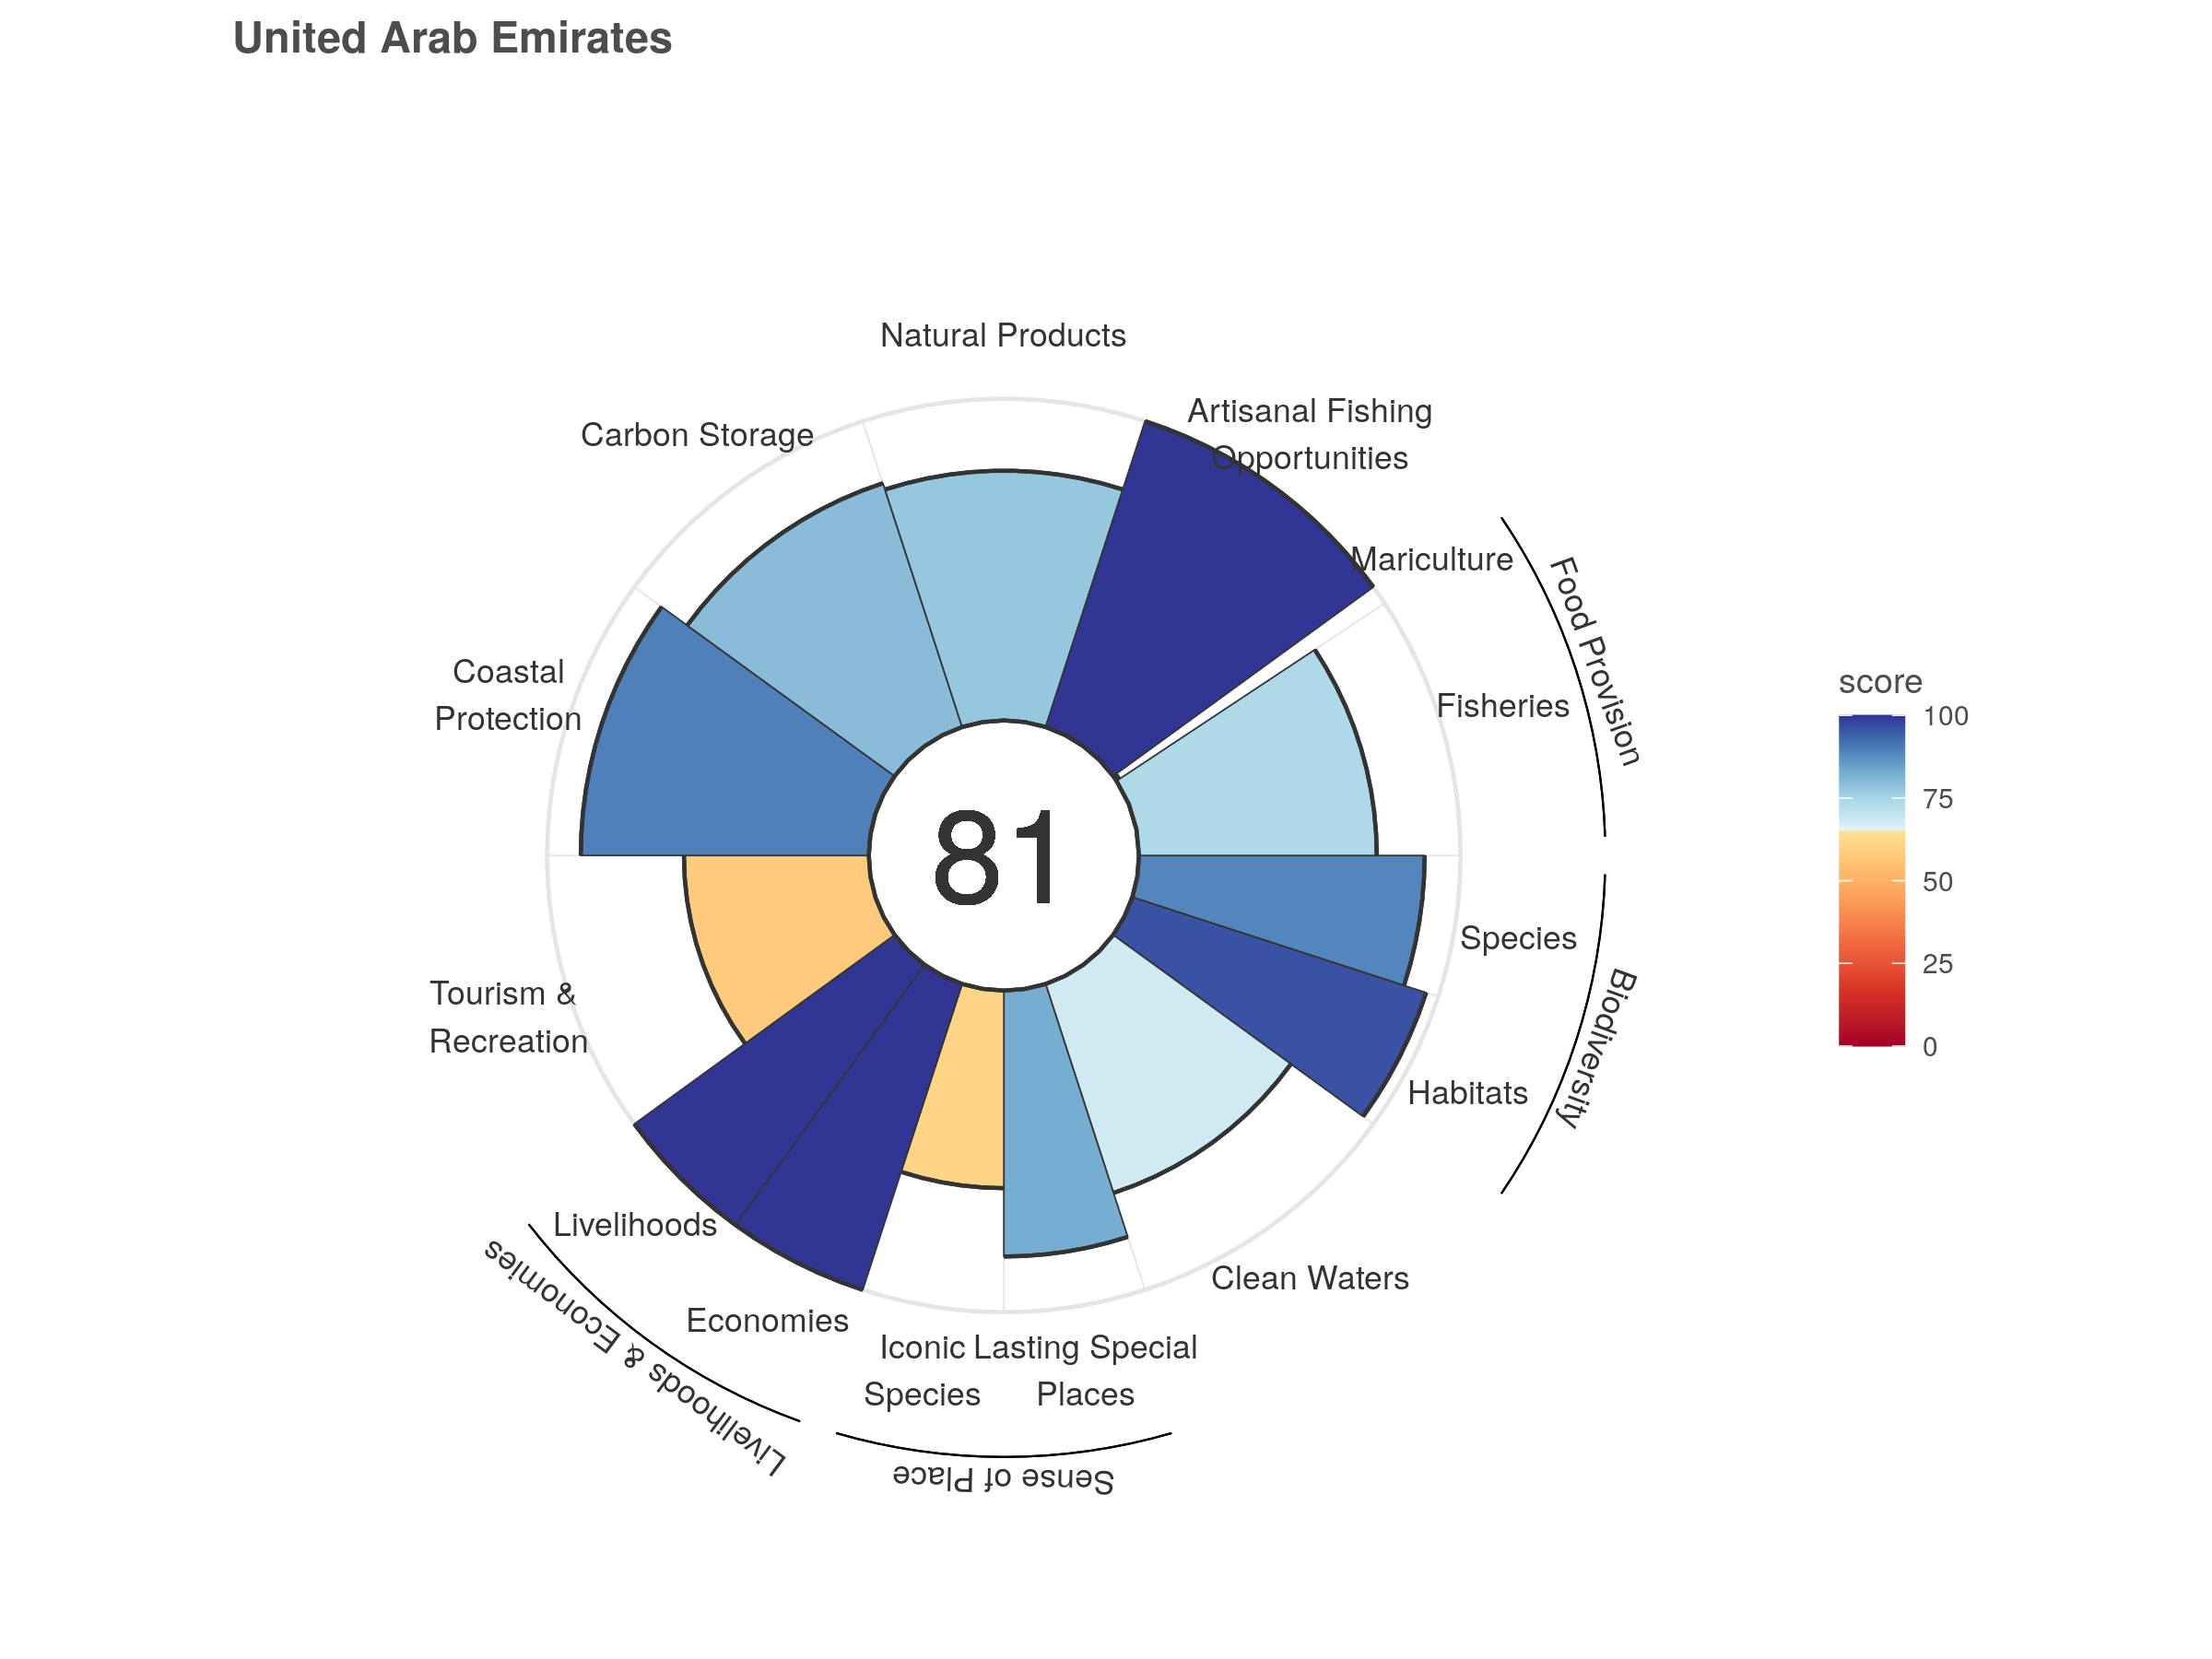 United Arab Emirates
Natural Products
Artisanal Fishing
Opportunities
Carbon Storage
Mariculture
Food Provision
Fisheries
Coastal
Protection
score
100
75
50
25
0
81
Species
Biodiversity
Habitats
Tourism &
Recreation
Livelihoods
Livelihoods & Economies
Economies
Clean Waters
Iconic
Species
Lasting Special
Places
Sense of Place